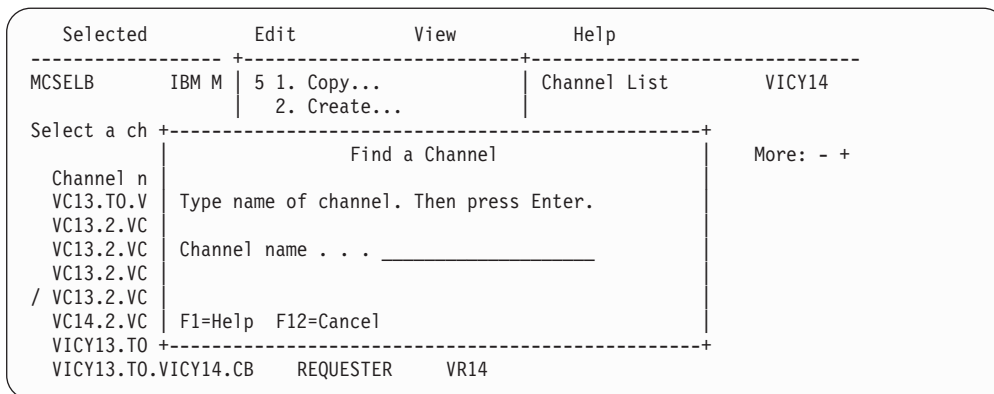 Selected Edit View Help
------------------ +--------------------------+-------------------------------
MCSELB IBM M | 5 1. Copy... | Channel List VICY14
| 2. Create... |
Select a ch +--------------------------------------------------+
| Find a Channel | More: - +
Channel n | |
VC13.TO.V | Type name of channel. Then press Enter. |
VC13.2.VC | |
VC13.2.VC | Channel name . . . ____________________ |
VC13.2.VC | |
/ VC13.2.VC | |
VC14.2.VC | F1=Help F12=Cancel |
VICY13.TO +--------------------------------------------------+
VICY13.TO.VICY14.CB REQUESTER VR14